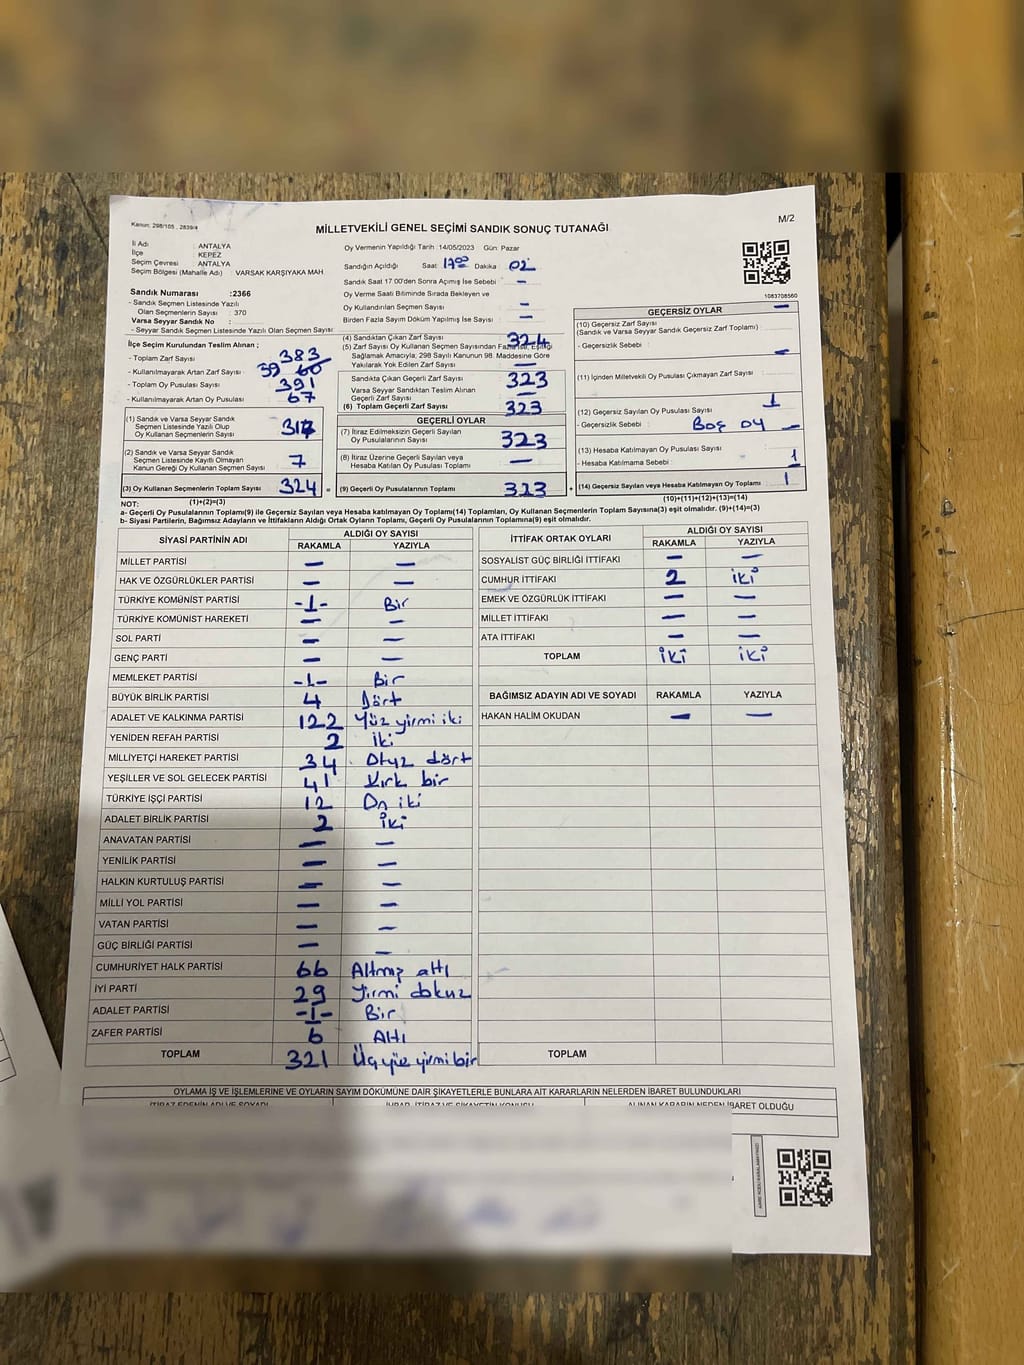 Kanun: 298/105 , 2839/4
MİLLETVEKİLİ GENEL SEÇİMİ SANDIK SONUÇ TUTANAĞI
M/2
İl Adı : ANTALYA
İlçe : KEPEZ
Seçim Çevresi : ANTALYA
Seçim Bölgesi (Mahalle Adı) : VARSAK KARŞIYAKA MAH.
Sandık Numarası :2366
- Sandık Seçmen Listesinde Yazılı
Olan Seçmenlerin Sayısı : 370
Varsa Seyyar Sandık No :
- Seyyar Sandık Seçmen Listesinde Yazılı Olan Seçmen Sayısı:
İlçe Seçim Kurulundan Teslim Alınan ;
- Toplam Zarf Sayısı : 383
- Kullanılmayarak Artan Zarf Sayısı :
- Toplam Oy Pusulası Sayısı : 391
- Kullanılmayarak Artan Oy Pusulası : 67
(1) Sandık ve Varsa Seyyar Sandık
Seçmen Listesinde Yazılı Olup
Oy Kullanan Seçmenlerin Sayısı 317
(2) Sandık ve Varsa Seyyar Sandık
Seçmen Listesinde Kayıtlı Olmayan
Kanun Gereği Oy Kullanan Seçmen Sayısı 7
(3) Oy Kullanan Seçmenlerin Toplam Sayısı 324 =
Oy Vermenin Yapıldığı Tarih :14/05/2023 Gün: Pazar
Sandığın Açıldığı Saat 17 00 Dakika : 02
Sandık Saat 17.00'den Sonra Açımış İse Sebebi : –
Oy Verme Saati Bitiminde Sırada Bekleyen ve
Oy Kullandırılan Seçmen Sayısı : –
Birden Fazla Sayım Döküm Yapılmış İse Sayısı : –
(4) Sandıktan Çıkan Zarf Sayısı : 324
(5) Zarf Sayısı Oy Kullanan Seçmen Sayısından Fazla İse, Eşitliği
Sağlamak Amacıyla; 298 Sayılı Kanunun 98. Maddesine Göre
Yakılarak Yok Edilen Zarf Sayısı : –
Sandıkta Çıkan Geçerli Zarf Sayısı : 323
Varsa Seyyar Sandıktan Teslim Alınan
Geçerli Zarf Sayısı –
(6) Toplam Geçerli Zarf Sayısı : 323
GEÇERLİ OYLAR
(7) İtiraz Edilmeksizin Geçerli Sayılan
Oy Pusulalarının Sayısı : 323
(8) İtiraz Üzerine Geçerli Sayılan veya
Hesaba Katılan Oy Pusulası Toplamı –
(9) Geçerli Oy Pusulalarının Toplamı : 323 +
1083708560
GEÇERSİZ OYLAR –
(10) Geçersiz Zarf Sayısı
(Sandık ve Varsa Seyyar Sandık Geçersiz Zarf Toplamı)
- Geçersizlik Sebebi : –
(11) İçinden Milletvekili Oy Pusulası Çıkmayan Zarf Sayısı
(12) Geçersiz Sayılan Oy Pusulası Sayısı 1
- Geçersizlik Sebebi : Boş oy –
(13) Hesaba Katılmayan Oy Pusulası Sayısı
- Hesaba Katılmama Sebebi : 1
(14) Geçersiz Sayılan veya Hesaba Katılmayan Oy Toplamı 1
NOT: (1)+(2)=(3)
(10)+(11)+(12)+(13)=(14)
a- Geçerli Oy Pusulaları Toplamı(9) ile Geçersiz Sayılan veya Hesaba katılmayan Oy Toplamı(14) Toplamları, Oy Kullanan Seçmenlerin Toplam Sayısına(3) eşit olmalıdır. (9)+(14)=(3)
b- Siyasi Partilerin, Bağımsız Adayların ve İttifakların Aldığı Ortak Oyların Toplamı, Geçerli Oy Pusulalarının Toplamına(9) eşit olmalıdır.
SİYASİ PARTİNİN ADI ALDIĞI OY SAYISI
RAKAMLA YAZIYLA
MİLLET PARTİSİ – –
HAK VE ÖZGÜRLÜKLER PARTİSİ – –
TÜRKİYE KOMÜNİST PARTİSİ -1- Bir
TÜRKİYE KOMÜNİST HAREKETİ – –
SOL PARTİ – –
GENÇ PARTİ – –
MEMLEKET PARTİSİ -1- Bir
BÜYÜK BİRLİK PARTİSİ 4 Dört
ADALET VE KALKINMA PARTİSİ 122 Yüz yirmi iki
YENİDEN REFAH PARTİSİ 2 İki
MİLLİYETÇİ HAREKET PARTİSİ 34 Otuz dört
YEŞİLLER VE SOL GELECEK PARTİSİ 41 Kırk bir
TÜRKİYE İŞÇİ PARTİSİ 12 On iki
ADALET BİRLİK PARTİSİ 2 iki
ANAVATAN PARTİSİ – –
YENİLİK PARTİSİ – –
HALKIN KURTULUŞ PARTİSİ – –
MİLLİ YOL PARTİSİ – –
VATAN PARTİSİ – –
GÜÇ BİRLİĞİ PARTİSİ – –
CUMHURİYET HALK PARTİSİ 66 Altmış altı
İYİ PARTİ 29 Yirmi dokuz
ADALET PARTİSİ -1- Bir
ZAFER PARTİSİ 6 Altı
TOPLAM 321 Üçyüz yirmi bir
İTTİFAK ORTAK OYLARI ALDIĞI OY SAYISI
RAKAMLA YAZIYLA
SOSYALİST GÜÇ BİRLİĞİ İTTİFAKI – –
CUMHUR İTTİFAKI 2 iki
EMEK VE ÖZGÜRLÜK İTTİFAKI – –
MİLLET İTTİFAKI – –
ATA İTTİFAKI – –
TOPLAM iki iki
BAĞIMSIZ ADAYIN ADI VE SOYADI RAKAMLA YAZIYLA
HAKAN HALİM OKUDAN – –
TOPLAM
OYLAMA İŞ VE İŞLEMLERİNE VE OYLARIN SAYIM DÖKÜMÜNE DAİR ŞİKAYETLERLE BUNLARA AİT KARARLARIN NELERDEN İBARET BULUNDUKLARI
İTİRAZ EDENİN ADI VE SOYADI İHBAR, İTİRAZ VE ŞİKAYETİN KONUSU ALINAN KARARIN NEDEN İBARET OLDUĞU